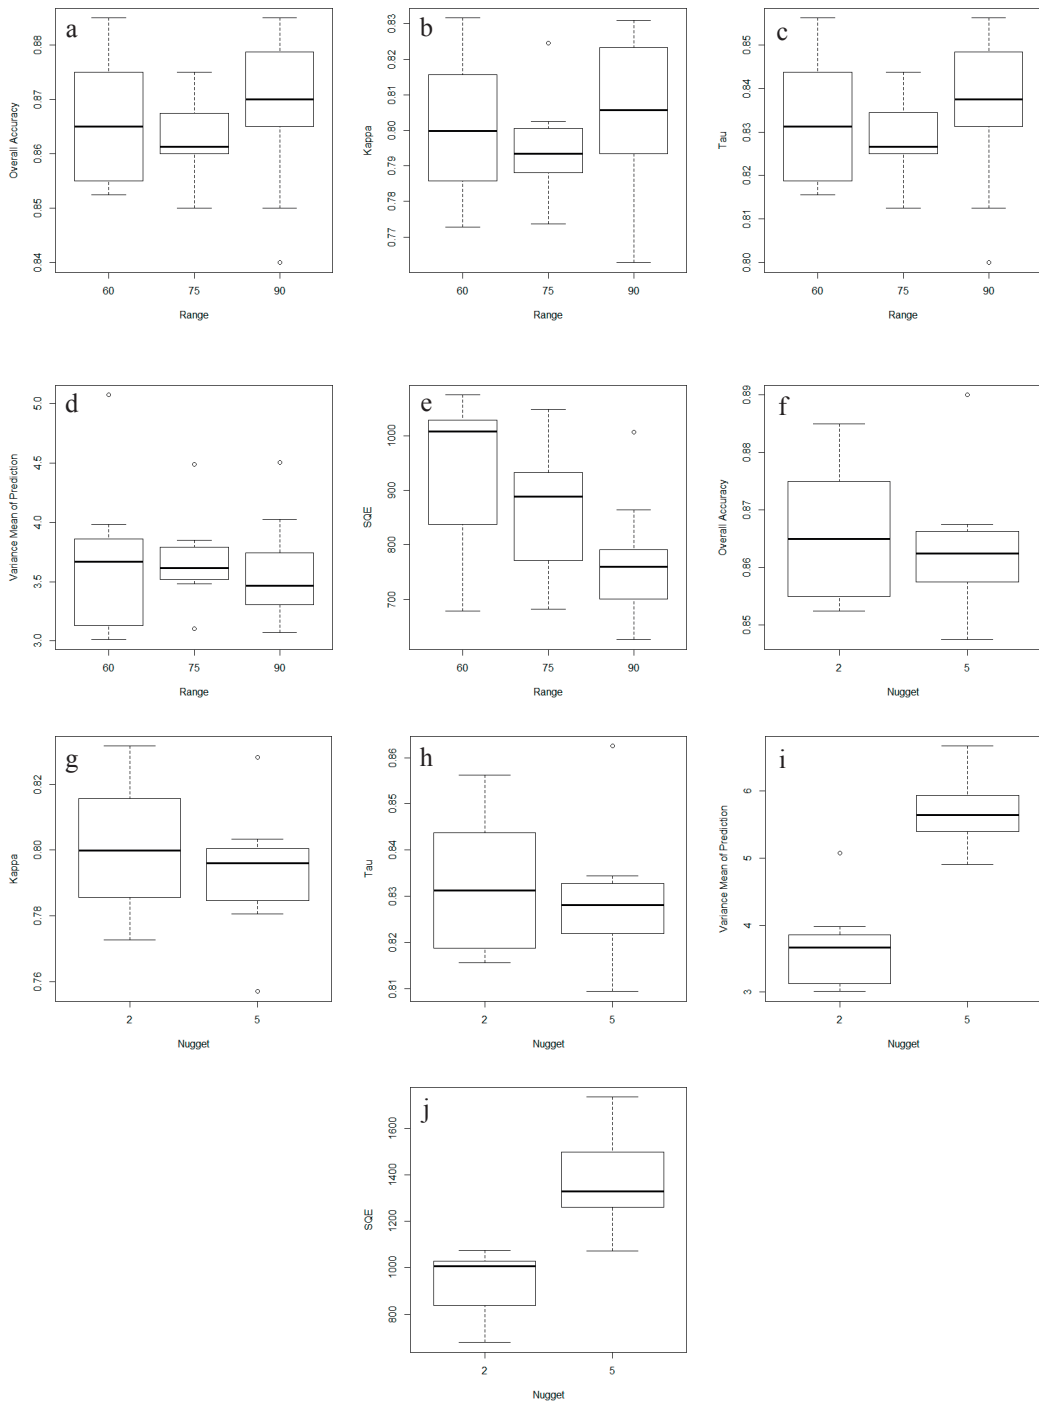 a
Overall Accuracy
0.84 0.85 0.86 0.87 0.88
60 75 90
Range
b
Kappa
0.77 0.78 0.79 0.80 0.81 0.82 0.83
60 75 90
Range
c
Tau
0.80 0.81 0.82 0.83 0.84 0.85
60 75 90
Range
d
Variance Mean of Prediction
3.0 3.5 4.0 4.5 5.0
60 75 90
Range
e
SQE
700 800 900 1000
60 75 90
Range
f
Overall Accuracy
0.85 0.86 0.87 0.88 0.89
2 5
Nugget
g
Kappa
0.76 0.78 0.80 0.82
2 5
Nugget
h
Tau
0.81 0.82 0.83 0.84 0.85 0.86
2 5
Nugget
i
Variance Mean of Prediction
3 4 5 6
2 5
Nugget
j
SQE
800 1000 1200 1400 1600
2 5
Nugget